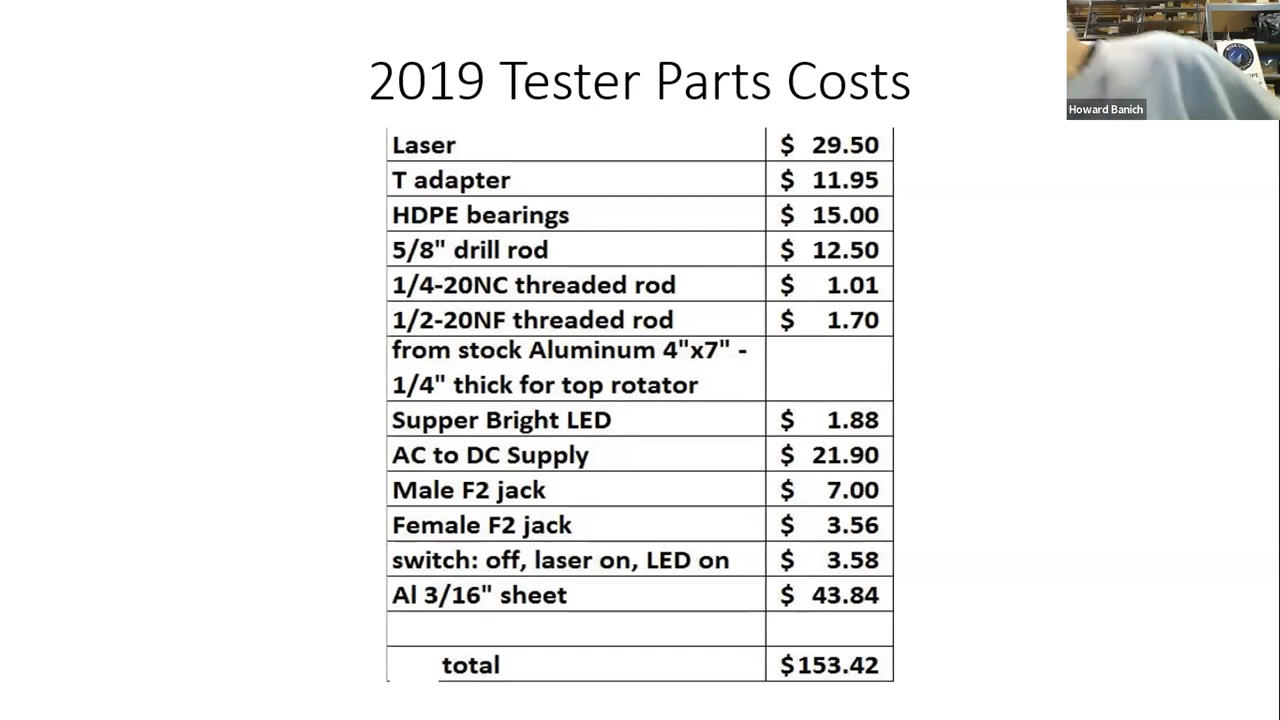 2019 Tester Parts Costs
Howard Banich
Laser $ 29.50
T adapter $ 11.95
HDPE bearings $ 15.00
5/8" drill rod $ 12.50
1/4-20NC threaded rod $ 1.01
1/2-20NF threaded rod $ 1.70
from stock Aluminum 4"x7" -
1/4" thick for top rotator
Supper Bright LED $ 1.88
AC to DC Supply $ 21.90
Male F2 jack $ 7.00
Female F2 jack $ 3.56
switch: off, laser on, LED on $ 3.58
Al 3/16" sheet $ 43.84
total $153.42